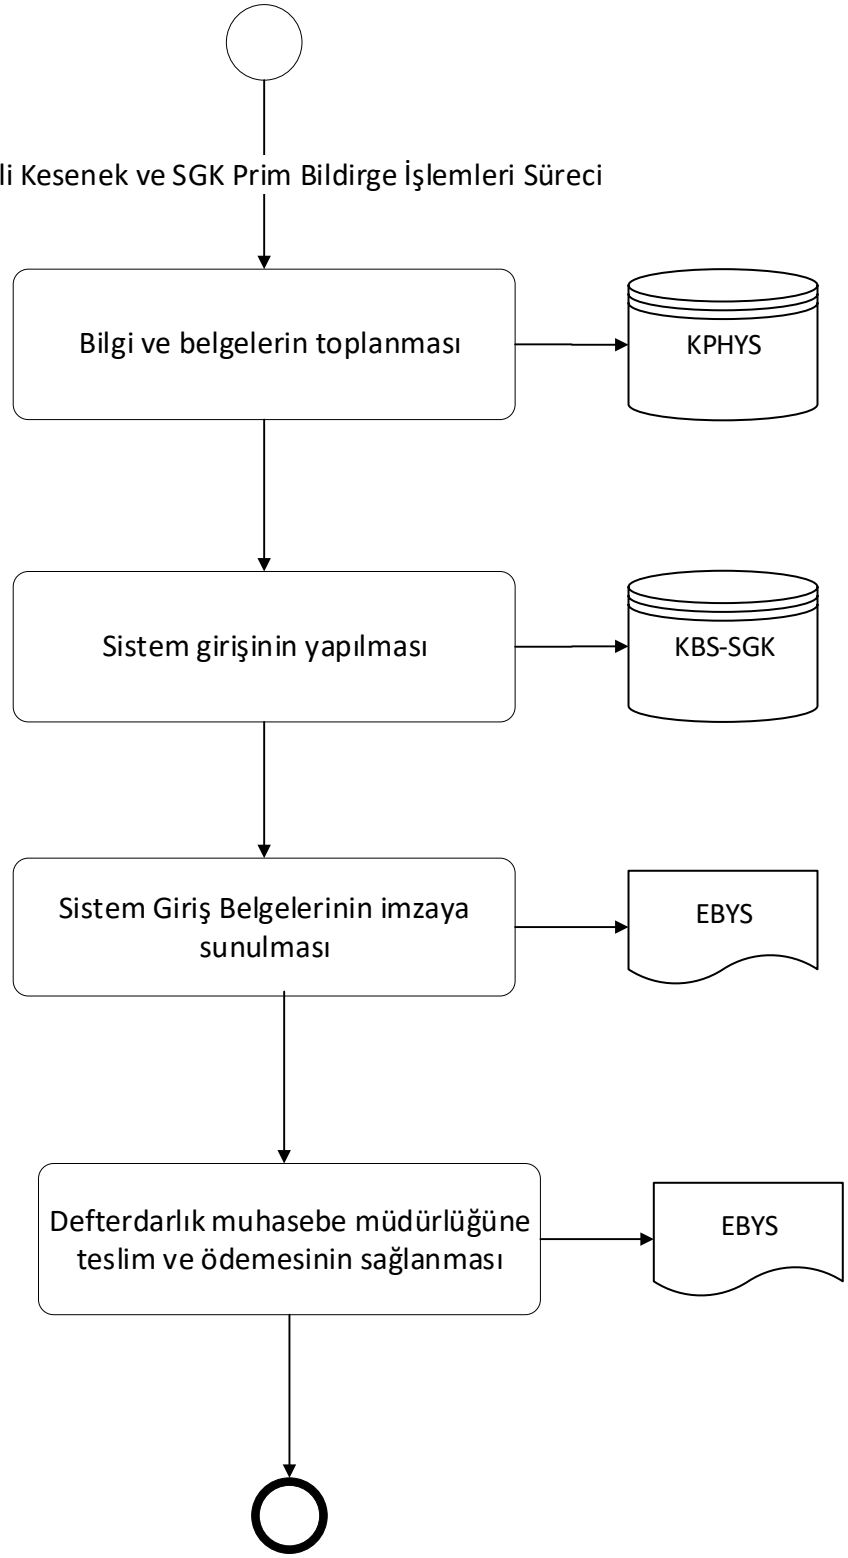 li Kesenek ve SGK Prim Bildirge İşlemleri Süreci
Bilgi ve belgelerin toplanması
KPHYS
Sistem girişinin yapılması
KBS-SGK
Sistem Giriş Belgelerinin imzaya
sunulması
EBYS
Defterdarlık muhasebe müdürlüğüne
teslim ve ödemesinin sağlanması
EBYS